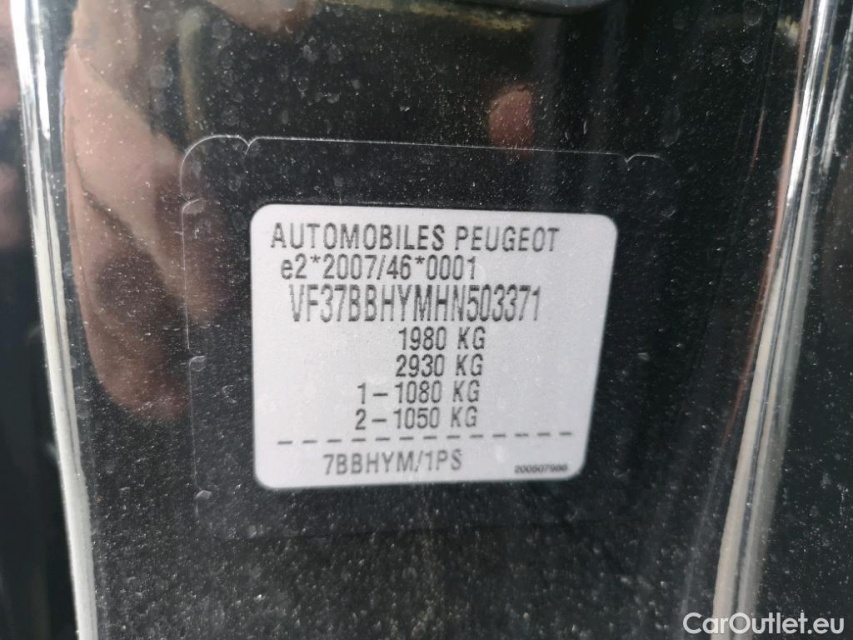 AUTOMOBILES PEUGEOT
e2*2007/46*0001
VF37BBHYMHN503371
1980 KG
2930 KG
1-1080 KG
2-1050 KG
7BBHYM/1PS
CarOutlet.eu